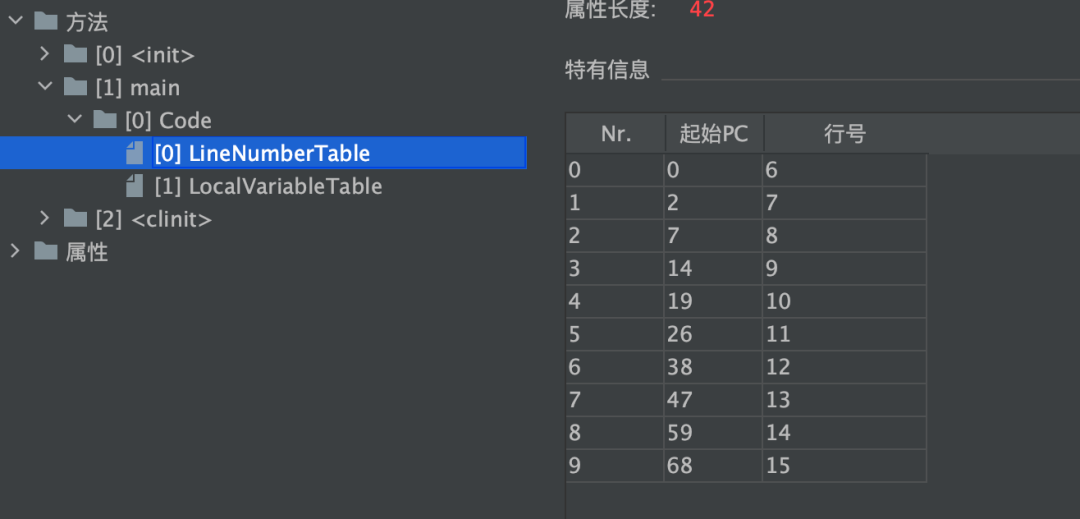 方法
[0] <init>
[1] main
[0] Code
[0] LineNumberTable
[1] LocalVariableTable
[2] <clinit>
属性
属性长度: 42
特有信息
Nr. 起始PC 行号
0 0 6
1 2 7
2 7 8
3 14 9
4 19 10
5 26 11
6 38 12
7 47 13
8 59 14
9 68 15